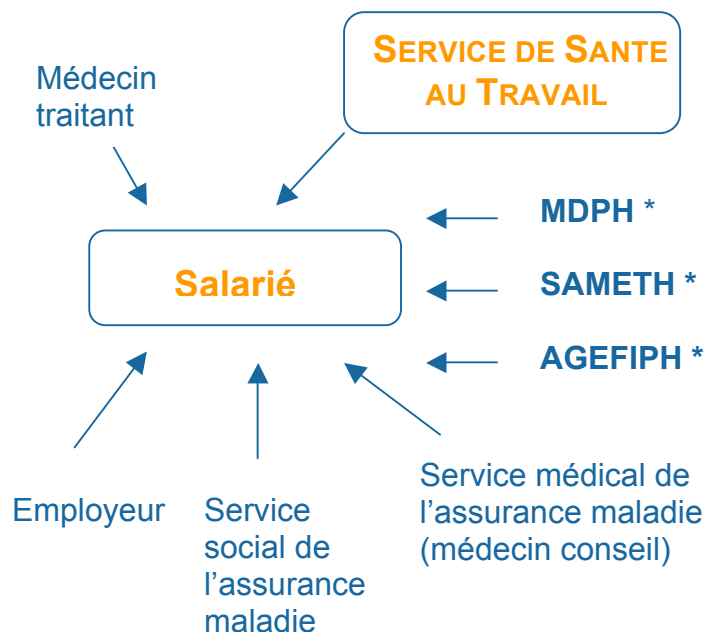 SERVICE DE SANTE
AU TRAVAIL
Médecin
traitant
MDPH *
Salarié
SAMETH *
AGEFIPH *
Employeur
Service
social de
l’assurance
maladie
Service médical de
l’assurance maladie
(médecin conseil)